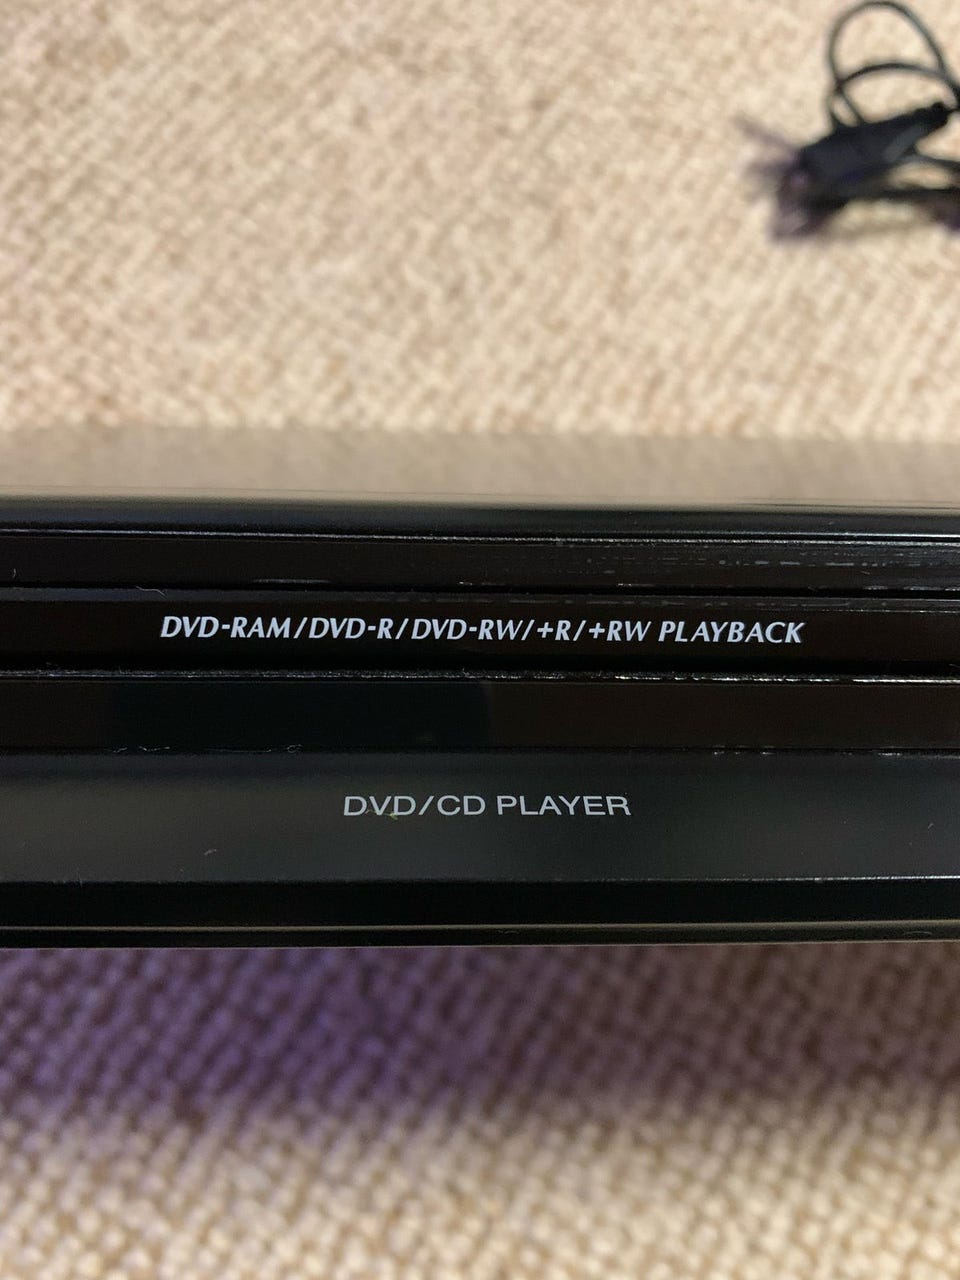 DVD-RAM/DVD-R/DVD-RW/+R/+RW PLAYBACK
DVD/CD PLAYER